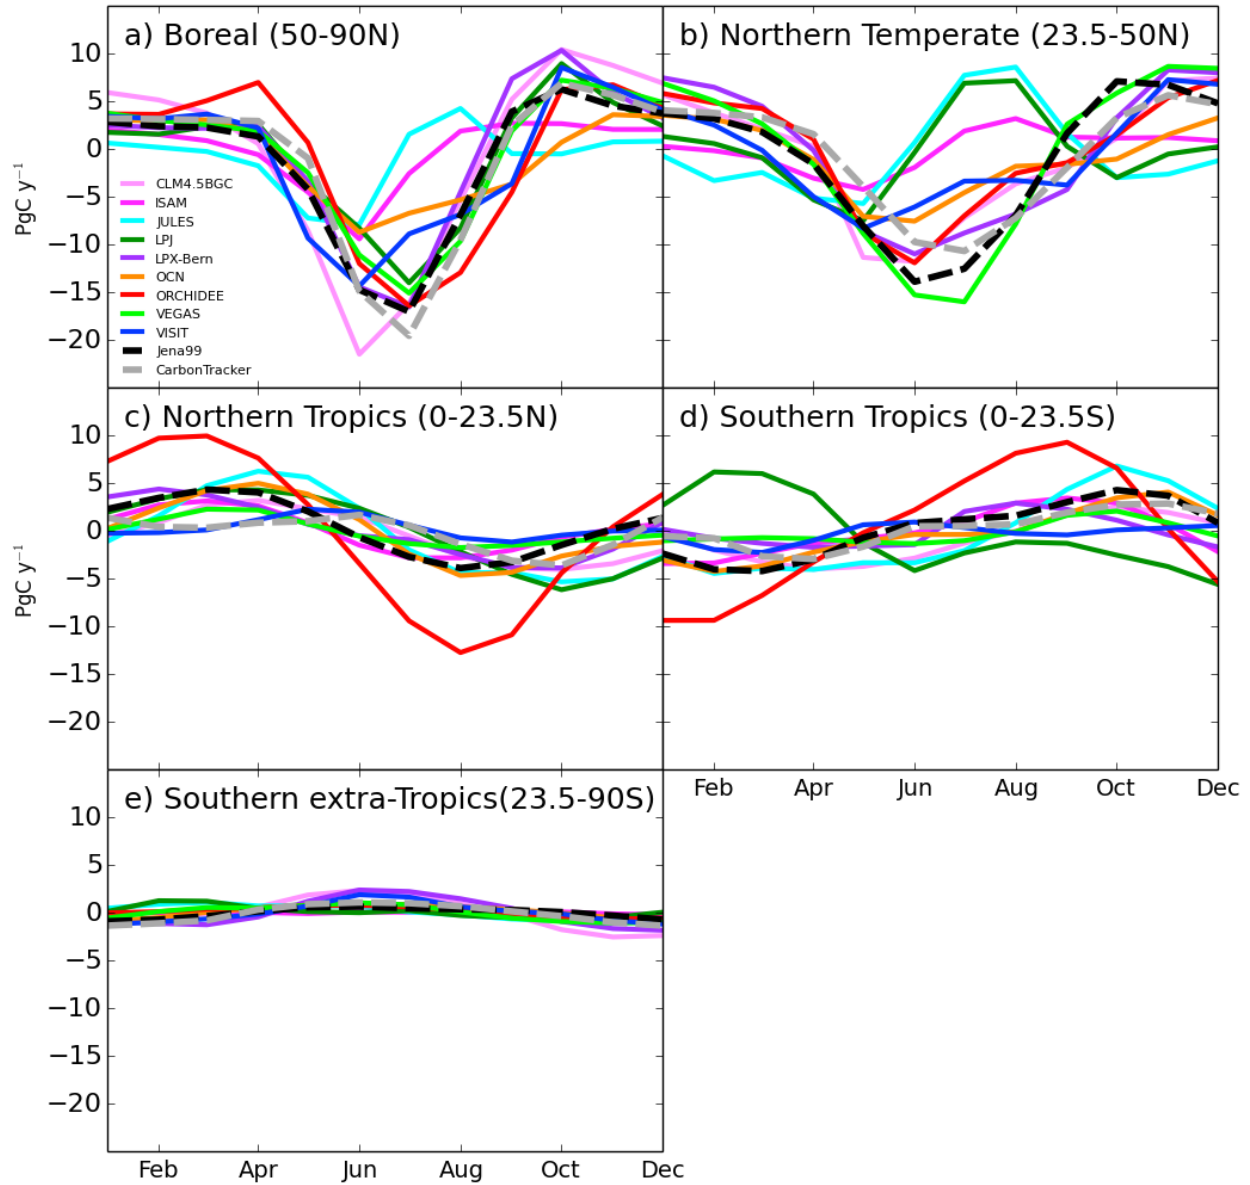 a) Boreal (50-90N)
b) Northern Temperate (23.5-50N)
10
5
0
−5
−10
−15
−20
PgC y⁻¹
CLM4.5BGC
ISAM
JULES
LPJ
LPX-Bern
OCN
ORCHIDEE
VEGAS
VISIT
Jena99
CarbonTracker
c) Northern Tropics (0-23.5N)
d) Southern Tropics (0-23.5S)
10
5
0
−5
−10
−15
−20
PgC y⁻¹
Feb Apr Jun Aug Oct Dec
e) Southern extra-Tropics(23.5-90S)
10
5
0
−5
−10
−15
−20
Feb Apr Jun Aug Oct Dec